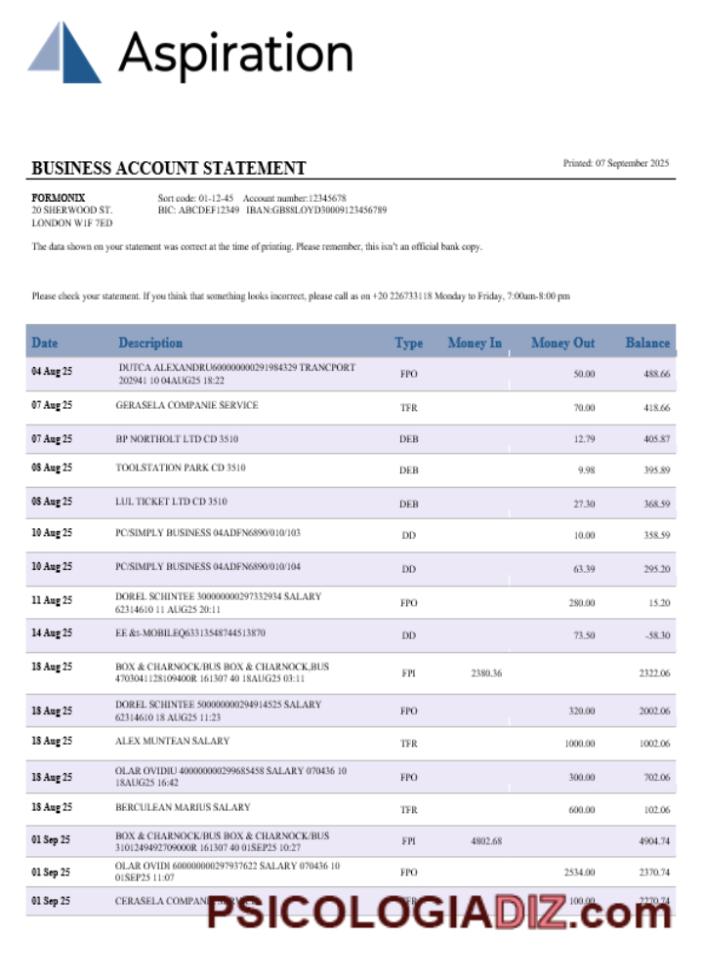 Aspiration
BUSINESS ACCOUNT STATEMENT
Printed: 07 September 2025
FORMONIX
20 SHERWOOD ST.
LONDON W1F 7ED
Sort code: 01-12-45 Account number:12345678
BIC: ABCDEF12349 IBAN:GB88LOYD30009123456789
The data shown on your statement was correct at the time of printing. Please remember, this isn't an official bank copy.
Please check your statement. If you think that something looks incorrect, please call as on +20 226733118 Monday to Friday, 7:00am-8:00 pm
Date Description Type Money In Money Out Balance
04 Aug 25 DUTCA ALEXANDRU600000000291984329 TRANCPORT
202941 10 04AUG25 18:22 FPO 50.00 488.66
07 Aug 25 GERASELA COMPANIE SERVICE TFR 70.00 418.66
07 Aug 25 BP NORTHOLT LTD CD 3510 DEB 12.79 405.87
08 Aug 25 TOOLSTATION PARK CD 3510 DEB 9.98 395.89
08 Aug 25 LUL TICKET LTD CD 3510 DEB 27.30 368.59
10 Aug 25 PC/SIMPLY BUSINESS 04ADFN6890/010/103 DD 10.00 358.59
10 Aug 25 PC/SIMPLY BUSINESS 04ADFN6890/010/104 DD 63.39 295.20
11 Aug 25 DOREL SCHINTEE 300000000297332934 SALARY
62314610 11 AUG25 20:11 FPO 280.00 15.20
14 Aug 25 EE &t-MOBILEQ63313548744513870 DD 73.50 -58.30
18 Aug 25 BOX & CHARNOCK/BUS BOX & CHARNOCK,BUS
4703041128109400R 161307 40 18AUG25 03:11 FPI 2380.36 2322.06
18 Aug 25 DOREL SCHINTEE 500000000294914525 SALARY
62314610 18 AUG25 11:23 FPO 320.00 2002.06
18 Aug 25 ALEX MUNTEAN SALARY TFR 1000.00 1002.06
18 Aug 25 OLAR OVIDIU 400000000299685458 SALARY 070436 10
18AUG25 16:42 FPO 300.00 702.06
18 Aug 25 BERCULEAN MARIUS SALARY TFR 600.00 102.06
01 Sep 25 BOX & CHARNOCK/BUS BOX & CHARNOCK/BUS
3101249492709000R 161307 40 01SEP25 10:27 FPI 4802.68 4904.74
01 Sep 25 OLAR OVIDI 600000000297937622 SALARY 070436 10
01SEP25 11:07 FPO 2534.00 2370.74
01 Sep 25 CERASELA 100.00 2270.74
PSICOLOGIADIZ.com